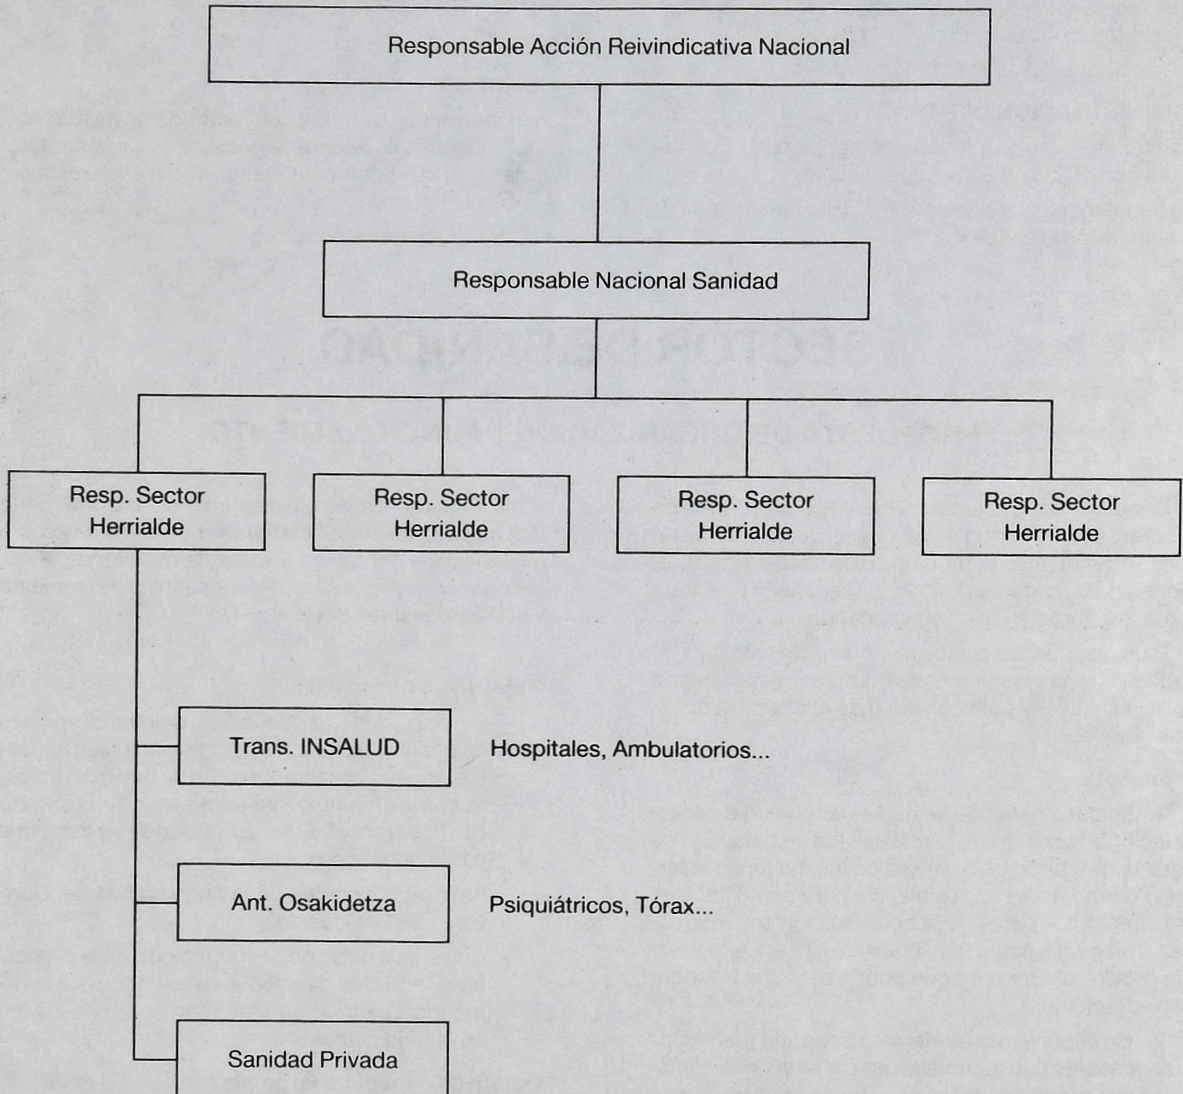 Responsable Acción Reivindicativa Nacional
Responsable Nacional Sanidad
Resp. Sector
Herrialde
Resp. Sector
Herrialde
Resp. Sector
Herrialde
Resp. Sector
Herrialde
Trans. INSALUD
Hospitales, Ambulatorios...
Ant. Osakidetza
Psiquiátricos, Tórax...
Sanidad Privada